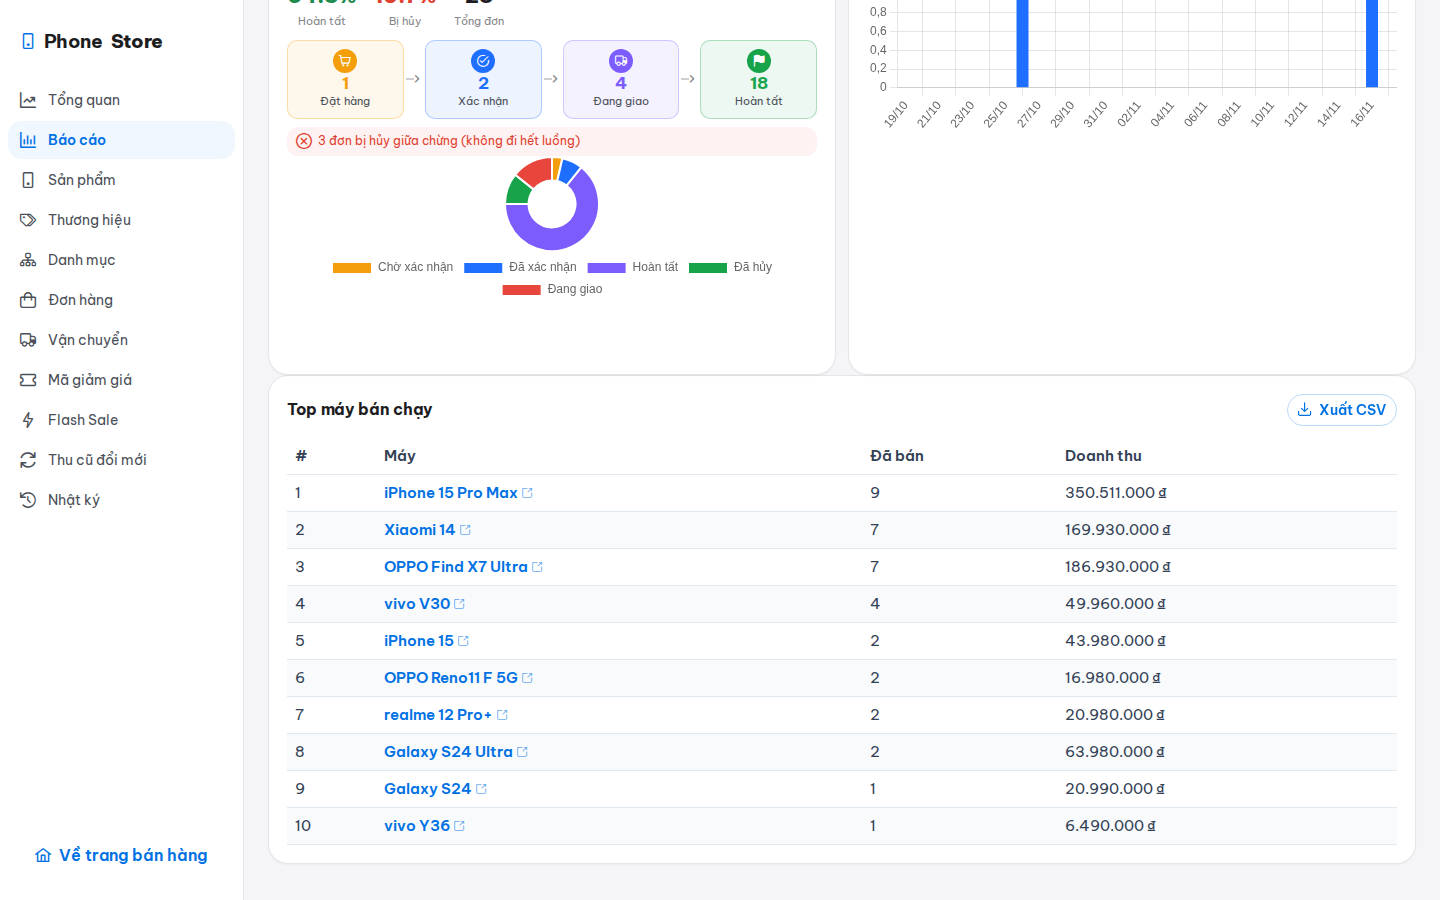 Phone Store
Tổng quan
Báo cáo
Sản phẩm
Thương hiệu
Danh mục
Đơn hàng
Vận chuyển
Mã giảm giá
Flash Sale
Thu cũ đổi mới
Nhật ký
Về trang bán hàng
Hoàn tất
Bị hủy
Tổng đơn
1
Đặt hàng
2
Xác nhận
4
Đang giao
18
Hoàn tất
3 đơn bị hủy giữa chừng (không đi hết luồng)
Chờ xác nhận
Đã xác nhận
Hoàn tất
Đã hủy
Đang giao
0,8
0,6
0,4
0,2
0
19/10
21/10
23/10
25/10
27/10
29/10
31/10
02/11
04/11
06/11
08/11
10/11
12/11
14/11
16/11
Top máy bán chạy
Xuất CSV
# Máy Đã bán Doanh thu
1 iPhone 15 Pro Max 9 350.511.000 ₫
2 Xiaomi 14 7 169.930.000 ₫
3 OPPO Find X7 Ultra 7 186.930.000 ₫
4 vivo V30 4 49.960.000 ₫
5 iPhone 15 2 43.980.000 ₫
6 OPPO Reno11 F 5G 2 16.980.000 ₫
7 realme 12 Pro+ 2 20.980.000 ₫
8 Galaxy S24 Ultra 2 63.980.000 ₫
9 Galaxy S24 1 20.990.000 ₫
10 vivo Y36 1 6.490.000 ₫